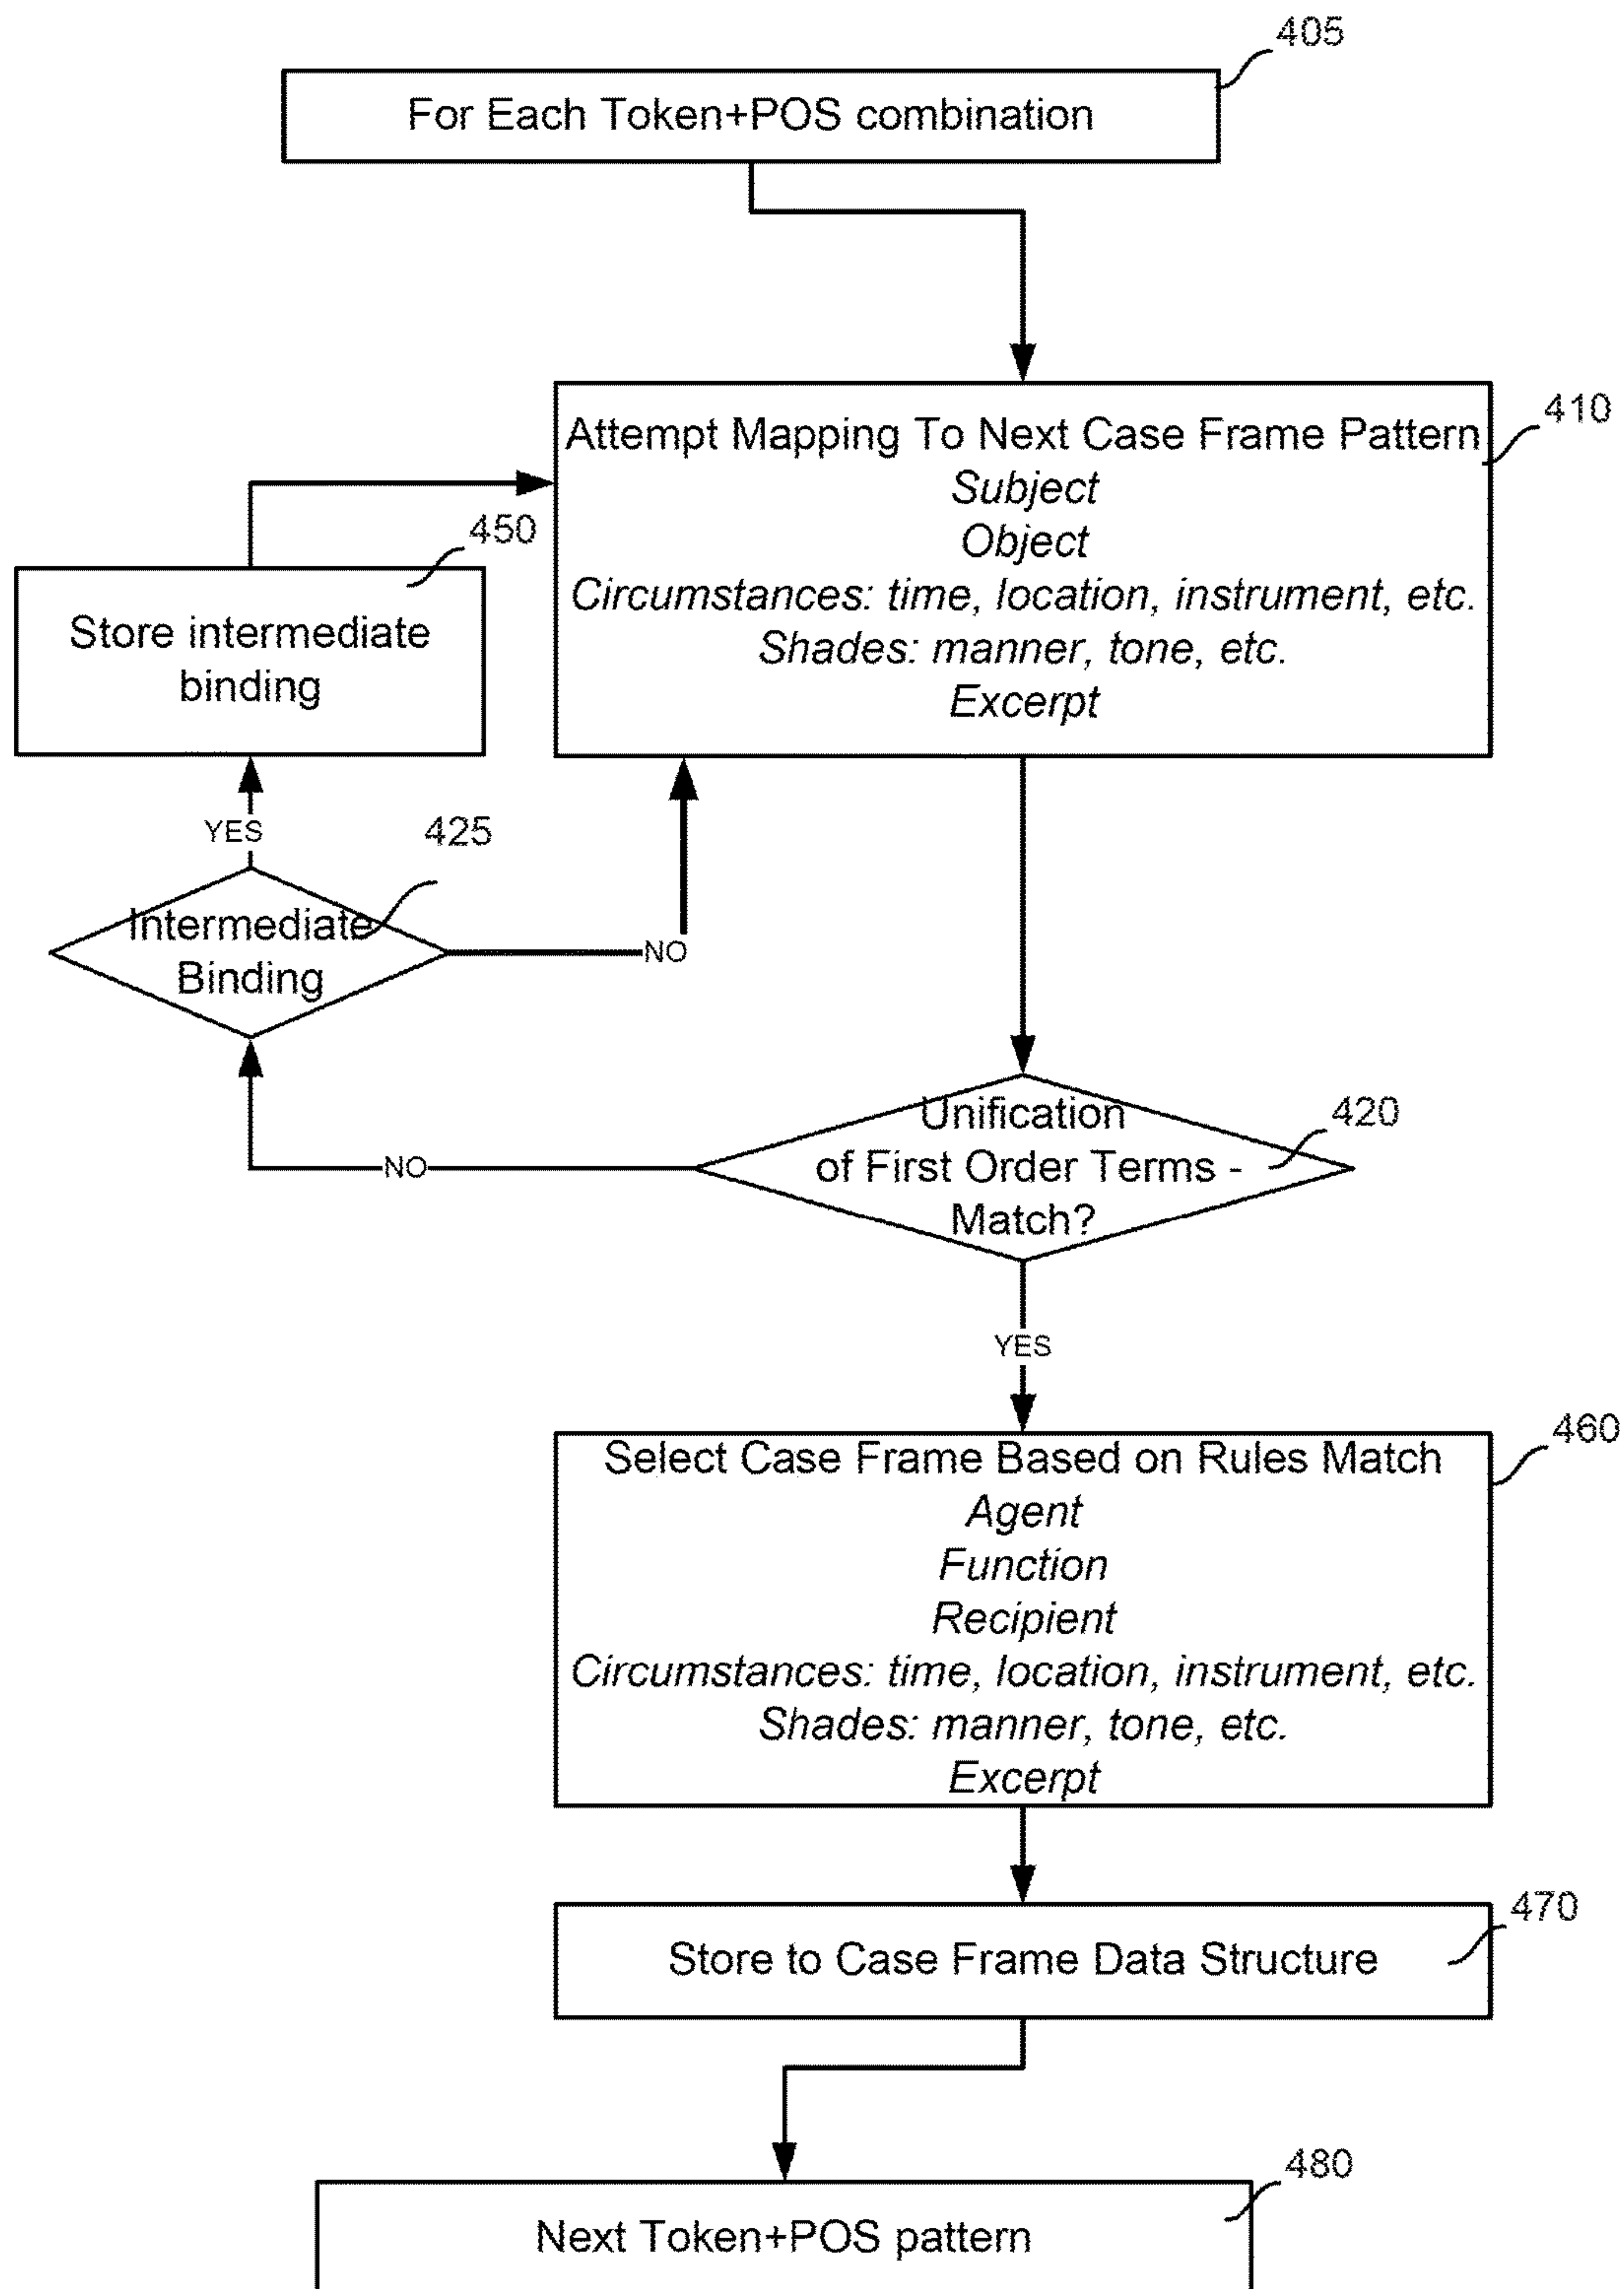 405
For Each Token+POS combination
410
Attempt Mapping To Next Case Frame Pattern
Subject
Object
Circumstances: time, location, instrument, etc.
Shades: manner, tone, etc.
Excerpt
450
Store intermediate
binding
YES
425
Intermediate
Binding
NO
420
Unification
of First Order Terms -
Match?
NO
YES
460
Select Case Frame Based on Rules Match
Agent
Function
Recipient
Circumstances: time, location, instrument, etc.
Shades: manner, tone, etc.
Excerpt
470
Store to Case Frame Data Structure
480
Next Token+POS pattern